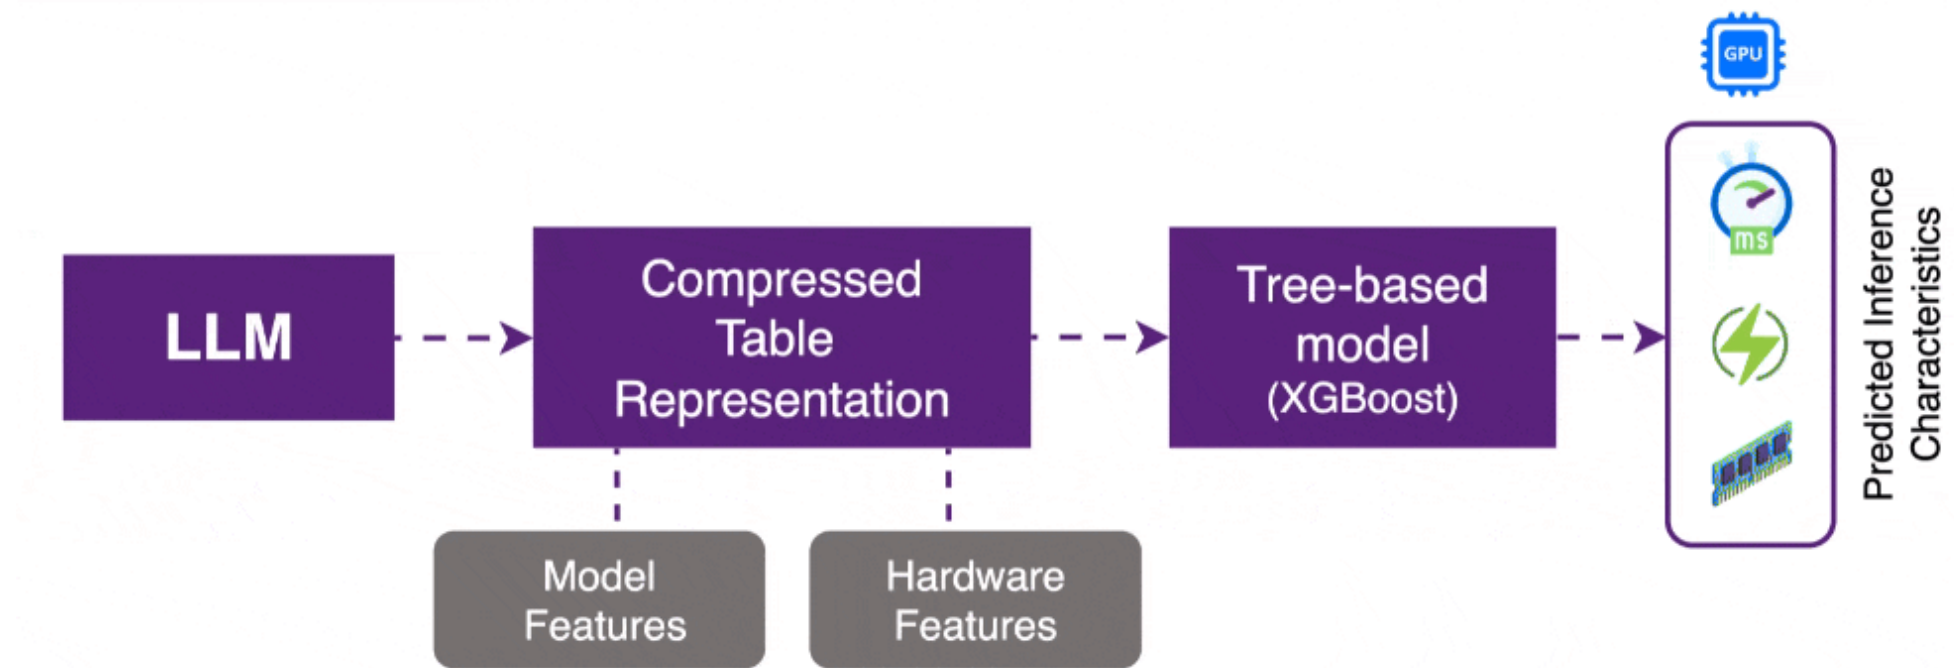 GPU
ms
LLM
Compressed
Table
Representation
Tree-based
model
(XGBoost)
Predicted Inference
Characteristics
Model
Features
Hardware
Features